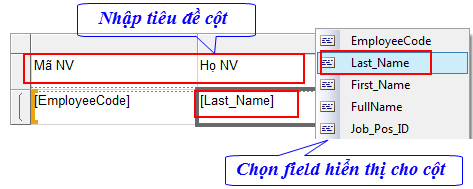 Nhập tiêu đề cột
Mã NV
Họ NV
[EmployeeCode]
[Last_Name]
EmployeeCode
Last_Name
First_Name
FullName
Job_Pos_ID
Chọn field hiển thị cho cột